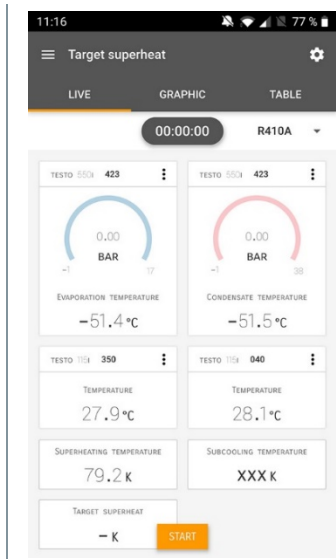 11:16 77 %
Target superheat
LIVE GRAPHIC TABLE
00:00:00 R410A
TESTO 550i 423 TESTO 550i 423
0.00 0.00
BAR BAR
-1 17 -1 38
EVAPORATION TEMPERATURE CONDENSATE TEMPERATURE
-51.4 °C -51.5 °C
TESTO 115i 350 TESTO 115i 040
TEMPERATURE TEMPERATURE
27.9 °C 28.1 °C
SUPERHEATING TEMPERATURE SUBCOOLING TEMPERATURE
79.2 K XXX K
TARGET SUPERHEAT
– K START